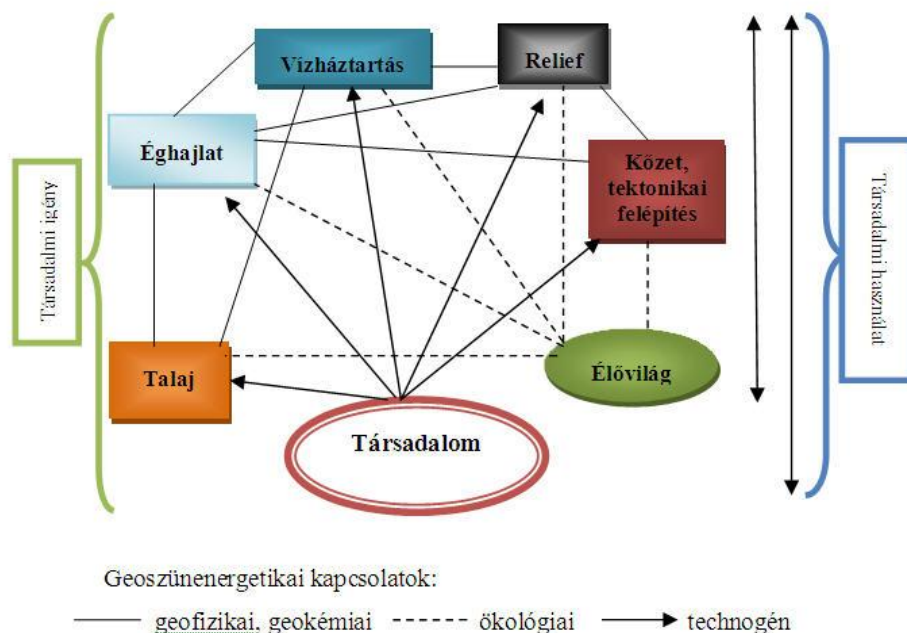 Vízháztartás
Relief
Éghajlat
Kőzet,
tektonikai
felépítés
Társadalmi igény
Társadalmi használat
Talaj
Élővilág
Társadalom
Geoszünenergetikai kapcsolatok:
geofizikai, geokémiai
ökológiai
technogén